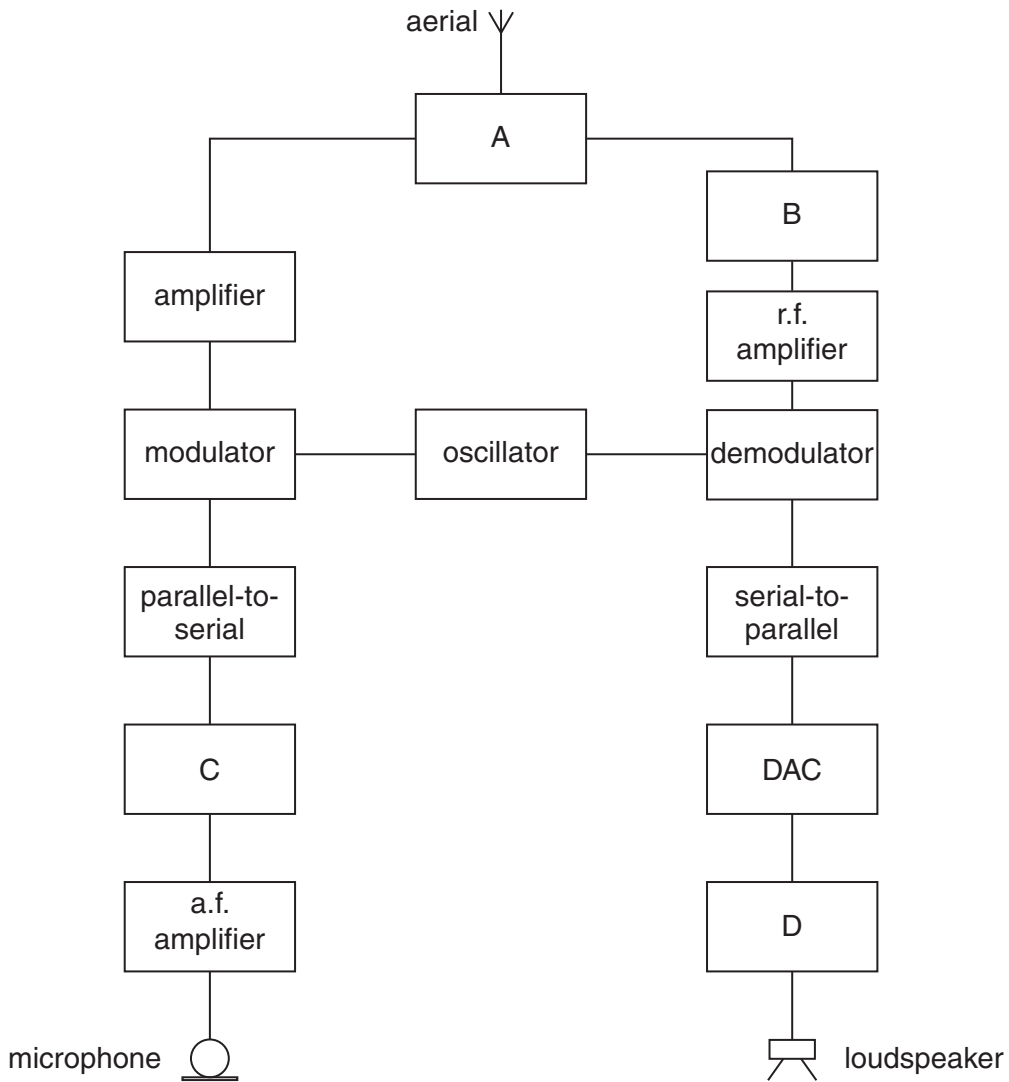 aerial
A
B
amplifier
r.f.
amplifier
modulator
oscillator
demodulator
parallel-to-
serial
serial-to-
parallel
C
DAC
a.f.
amplifier
D
microphone
loudspeaker